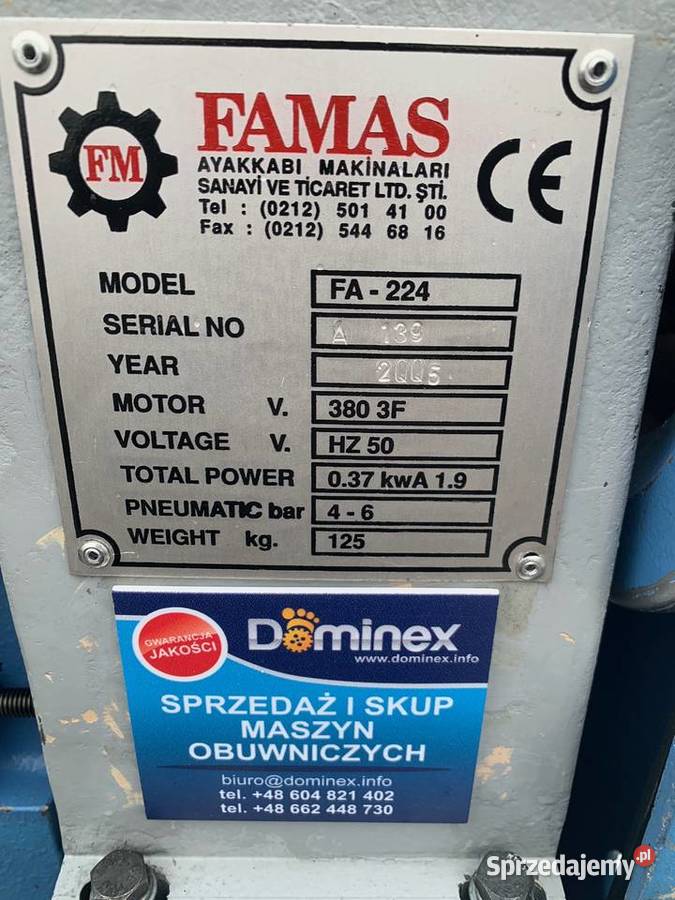 FM
FAMAS
AYAKKABI MAKİNALARI
SANAYİ VE TİCARET LTD. ŞTİ.
Tel : (0212) 501 41 00
Fax : (0212) 544 68 16
CE
MODEL FA - 224
SERIAL NO A 139
YEAR 2005
MOTOR V. 380 3F
VOLTAGE V. HZ 50
TOTAL POWER 0.37 kwA 1.9
PNEUMATIC bar 4 - 6
WEIGHT kg. 125
GWARANCJA
JAKOŚCI
Dominex
www.dominex.info
SPRZEDAŻ I SKUP
MASZYN
OBUWNICZYCH
biuro@dominex.info
tel. +48 604 821 402
tel. +48 662 448 730
Sprzedajemy.pl